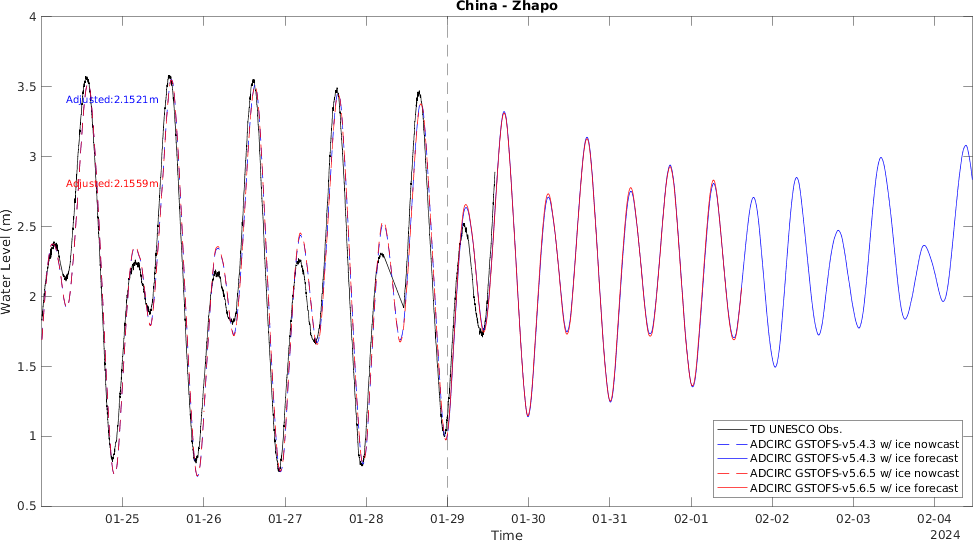 China - Zhapo
4
3.5
3
2.5
2
1.5
1
0.5
Water Level (m)
Adjusted:2.1521m
Adjusted:2.1559m
TD UNESCO Obs.
ADCIRC GSTOFS-v5.4.3 w/ ice nowcast
ADCIRC GSTOFS-v5.4.3 w/ ice forecast
ADCIRC GSTOFS-v5.6.5 w/ ice nowcast
ADCIRC GSTOFS-v5.6.5 w/ ice forecast
01-25 01-26 01-27 01-28 01-29 01-30 01-31 02-01 02-02 02-03 02-04
Time
2024